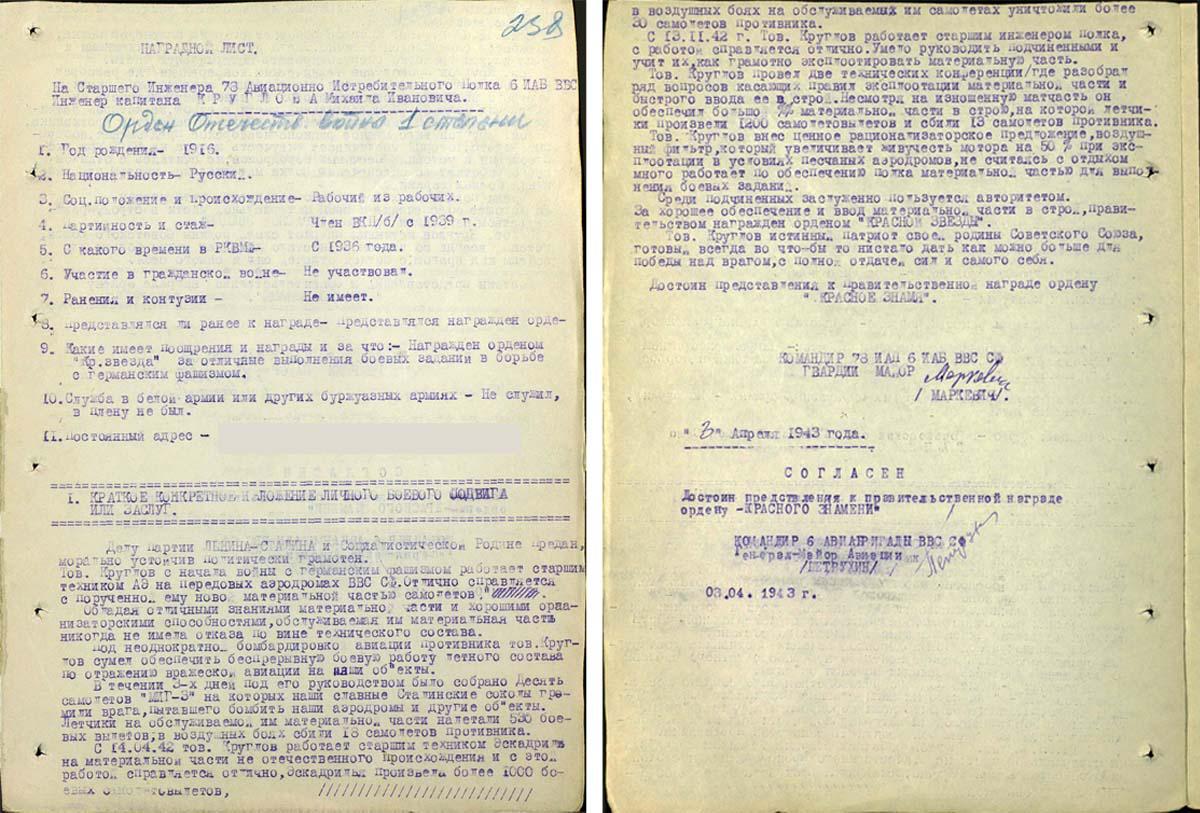 238
НАГРАДНОЙ ЛИСТ.
На Старшего Инженера 78 Авиационно Истребительного Полка 6 ИАБ ВВС
Инженер капитана КРУГЛОВА Михаила Ивановича.
Орден Отечеств войны 1 степени
1. Год рождения- 1916.
2. Национальность- Русский.
3. Соц.положение и происхождение- Рабочий из рабочих.
4. Партийность и стаж- Член ВКП/б/ с 1939 г.
5. С какого времени в РКВМФ- С 1936 года.
6. Участие в гражданской войне- Не участвовал.
7. Ранения и контузии - Не имеет.
8. Представлялся ли ранее к награде- Представлялся награжден орде-
9. Какие имеет поощрения и награды и за что:- Награжден орденом
"Кр.звезда" за отличные выполнения боевых заданий в борьбе
с германским фашизмом.
10. Служба в белой армии или других буржуазных армиях - Не служил,
в плену не был.
11. Постоянный адрес -
1. КРАТКОЕ КОНКРЕТНОЕ ИЗЛОЖЕНИЕ ЛИЧНОГО БОЕВОГО ПОДВИГА
ИЛИ ЗАСЛУГ.
Делу партии ЛЕНИНА-СТАЛИНА и Социалистической Родине предан,
морально устойчив политически грамотен.
Тов. Круглов с начала войны с германским фашизмом работает старшим
техником АЭ на передовых аэродромах ВВС СФ.Отлично справляется
с порученной ему новой материальной частью самолетов.
Обладая отличными знаниями материальной части и хорошими орга-
низаторскими способностями,обслуживаемая им материальная часть
никогда не имела отказа по вине технического состава.
Под неоднократной бомбардировкой авиации противника тов.Круг-
лов сумел обеспечить беспрерывную боевую работу летного состава
по отражению вражеской авиации на наши об"екты.
В течении 3-х дней под его руководством было собрано Десять
самолетов "МИГ-3" на которых наши славные Сталинские соколы гро-
мили врага,пытавшего бомбить наши аэродромы и другие об"екты.
Летчики на обслуживаемой им материальной части налетали 530 бое-
вых вылетов,в воздушных боях сбили 18 самолетов противника.
С 14.04.42 тов. Круглов работает старшим техником Эскадрильи
на материальной части не отечественного происхождения и с этой
работой справляется отлично,Эскадрилья произвела более 1000 бо-
евых самолетовылетов,
в воздушных боях на обслуживаемых им самолетах уничтожили более
30 самолетов противника.
С 13.11.42 г. Тов. Круглов работает старшим инженером полка,
с работой справляется отлично.Умело руководить подчиненными и
учит их,как грамотно эксплоотировать материальную часть.
Тов. Круглов провел две технических конференции/где разобрал
ряд вопросов касающих правил эксплоотации материальной части и
быстрого ввода ее в строй.Несмотря на изношенную матчасть он
обеспечил большой % материальной части в строю,на которой летчи-
ки произвели 1200 самолетовылетов и сбили 13 самолетов противника.
Тов. Круглов внес ценное рационализаторское предложение,воздуш-
ный фильтр,который увеличивает живучесть мотора на 50 % при экс-
плоотации в условиях песчаных аэродромов,не считаясь с отдыхом
много работает по обеспечению полка материальной частью для выпол-
нения боевых заданий.
Среди подчиненных заслуженно пользуется авторитетом.
За хорошее обеспечение и ввод материальной части в строй,прави-
тельством награжден орденом "КРАСНОЙ ЗВЕЗДЫ".
Тов. Круглов истинный патриот своей родины Советского Союза,
готовый всегда во что-бы то нистало дать как можно больше для
победы над врагом,с полной отдачей сил и самого себя.
Достоин представления к Правительственной награде ордену
"КРАСНОЕ ЗНАМЯ".
КОМАНДИР 78 ИАП 6 ИАБ ВВС СФ
ГВАРДИИ МАЙОР
/МАРКЕВИЧ/.
"3" Апреля 1943 года.
СОГЛАСЕН
Достоин представления к правительственной награде
ордену -"КРАСНОГО ЗНАМЕНИ"
КОМАНДИР 6 АВИАБРИГАДЫ ВВС СФ
Генерал-Майор Авиации
/ПЕТРУХИН/
03.04. 1943 г.